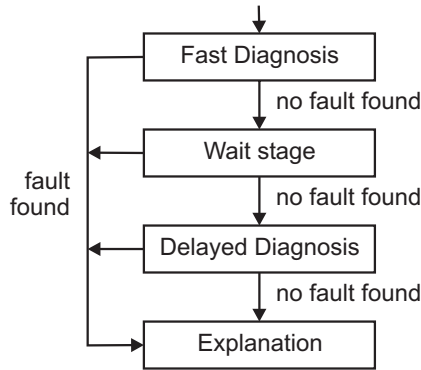 Fast Diagnosis
no fault found
Wait stage
fault
found
no fault found
Delayed Diagnosis
no fault found
Explanation